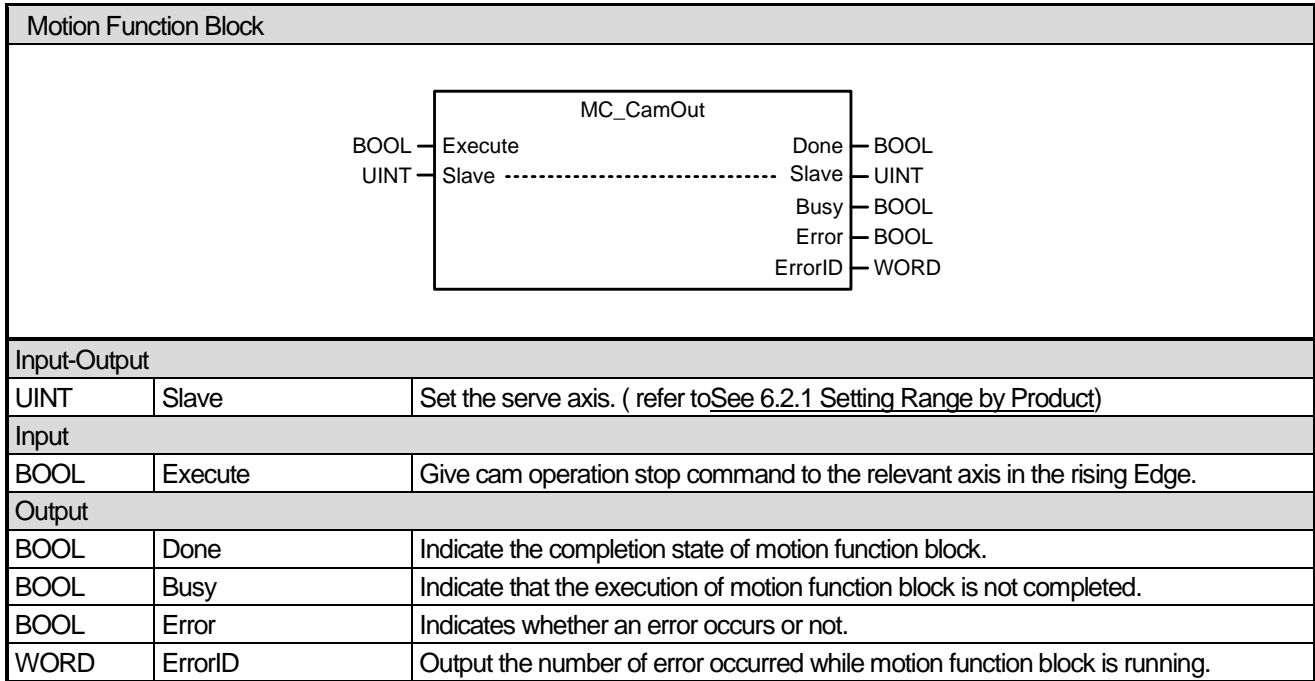 Motion Function Block
MC_CamOut
BOOL Execute Done BOOL
UINT Slave Slave UINT
Busy BOOL
Error BOOL
ErrorID WORD
Input-Output
UINT Slave Set the serve axis. ( refer toSee 6.2.1 Setting Range by Product)
Input
BOOL Execute Give cam operation stop command to the relevant axis in the rising Edge.
Output
BOOL Done Indicate the completion state of motion function block.
BOOL Busy Indicate that the execution of motion function block is not completed.
BOOL Error Indicates whether an error occurs or not.
WORD ErrorID Output the number of error occurred while motion function block is running.